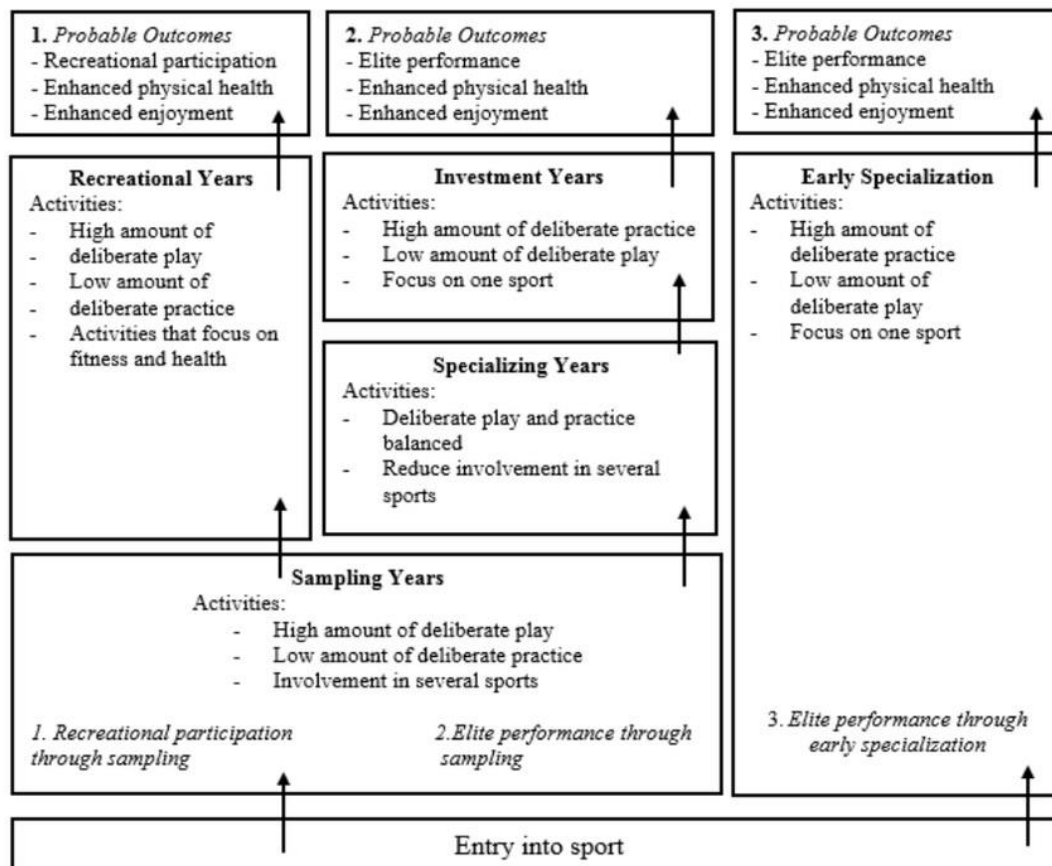 1. Probable Outcomes
- Recreational participation
- Enhanced physical health
- Enhanced enjoyment
2. Probable Outcomes
- Elite performance
- Enhanced physical health
- Enhanced enjoyment
3. Probable Outcomes
- Elite performance
- Enhanced physical health
- Enhanced enjoyment
Recreational Years
Activities:
- High amount of
- deliberate play
- Low amount of
- deliberate practice
- Activities that focus on
fitness and health
Investment Years
Activities:
- High amount of deliberate practice
- Low amount of deliberate play
- Focus on one sport
Early Specialization
Activities:
- High amount of
deliberate practice
- Low amount of
deliberate play
- Focus on one sport
Specializing Years
Activities:
- Deliberate play and practice
balanced
- Reduce involvement in several
sports
Sampling Years
Activities:
- High amount of deliberate play
- Low amount of deliberate practice
- Involvement in several sports
1. Recreational participation
through sampling
2.Elite performance through
sampling
3. Elite performance through
early specialization
Entry into sport